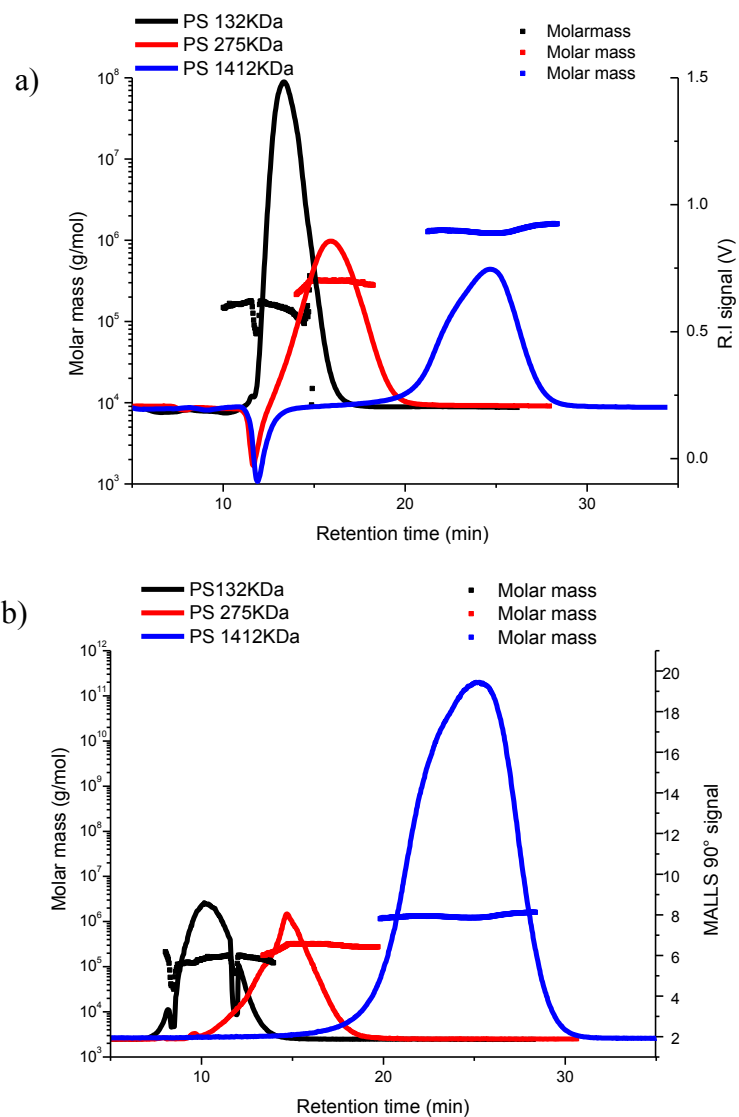 a)
PS 132KDa
PS 275KDa
PS 1412KDa
Molarmass
Molar mass
Molar mass
10^8
10^7
10^6
10^5
10^4
10^3
Molar mass (g/mol)
1.5
1.0
0.5
0.0
R.I signal (V)
10 20 30
Retention time (min)
b)
PS132KDa
PS 275KDa
PS 1412KDa
Molar mass
Molar mass
Molar mass
10^12
10^11
10^10
10^9
10^8
10^7
10^6
10^5
10^4
10^3
Molar mass (g/mol)
20
18
16
14
12
10
8
6
4
2
MALLS 90° signal
10 20 30
Retention time (min)